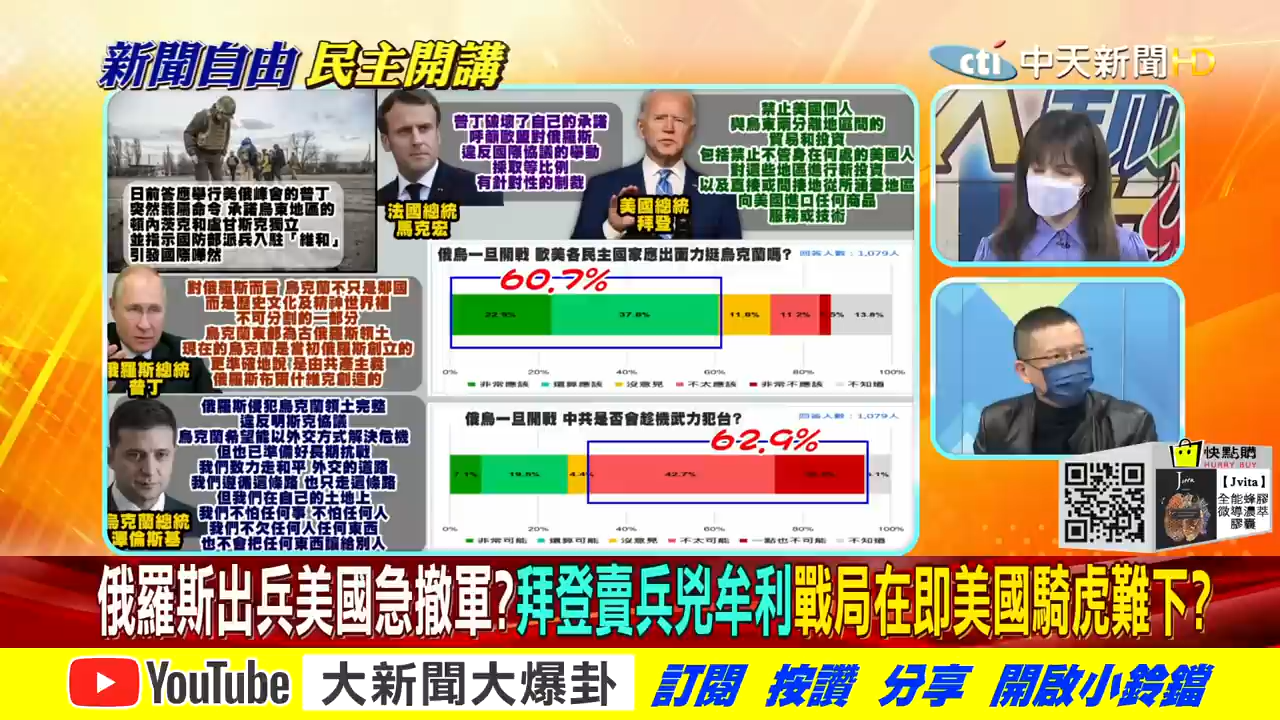 新聞自由 民主開講
cti 中天新聞HD
日前答應舉行美俄峰會的普丁
突然簽屬命令 承諾烏東地區的
頓內茨克和盧甘斯克獨立
並指示國防部派兵入駐「維和」
引發國際嘩然
法國總統
馬克宏
普丁破壞了自己的承諾
呼籲歐盟對俄羅斯
違反國際協議的舉動
採取等比例
有針對性的制裁
美國總統
拜登
禁止美國個人
與烏東兩分離地區間的
貿易和投資
包括禁止不管身在何處的美國人
對這些地區進行新投資
以及直接或間接地從所涵蓋地區
向美國進口任何商品
服務或技術
俄羅斯總統
普丁
對俄羅斯而言 烏克蘭不只是鄰國
而是歷史文化及精神世界裡
不可分割的一部分
烏克蘭東部為古俄羅斯領土
現在的烏克蘭是當初俄羅斯創立的
更準確地說 是由共產主義
俄羅斯布爾什維克創造的
烏克蘭總統
澤倫斯基
俄羅斯侵犯烏克蘭領土完整
違反明斯克協議
烏克蘭希望能以外交方式解決危機
但也已準備好長期抗戰
我們致力走和平 外交的道路
我們遵循這條路 也只走這條路
但我們在自己的土地上
我們不怕任何事 不怕任何人
我們不欠任何人任何東西
也不會把任何東西讓給別人
俄烏一旦開戰 歐美各民主國家應出面力挺烏克蘭嗎? 回答人數:1,079人
60.7%
22.9% 37.8% 11.8% 11.2% 13.8%
0% 20% 40% 60% 80% 100%
非常應該 還算應該 沒意見 不太應該 非常不應該 不知道
俄烏一旦開戰 中共是否會趁機武力犯台? 回答人數:1,079人
62.9%
7.1% 19.8% 4.4% 42.7%
0% 20% 40% 60% 80% 100%
非常可能 還算可能 沒意見 不太可能 一點也不可能 不知道
快點購
HURRY BUY
Jvita
【Jvita】
全能蜂膠
微導濃萃
膠囊
俄羅斯出兵美國急撤軍?拜登賣兵兇牟利戰局在即美國騎虎難下?
YouTube 大新聞大爆卦 訂閱 按讚 分享 開啟小鈴鐺